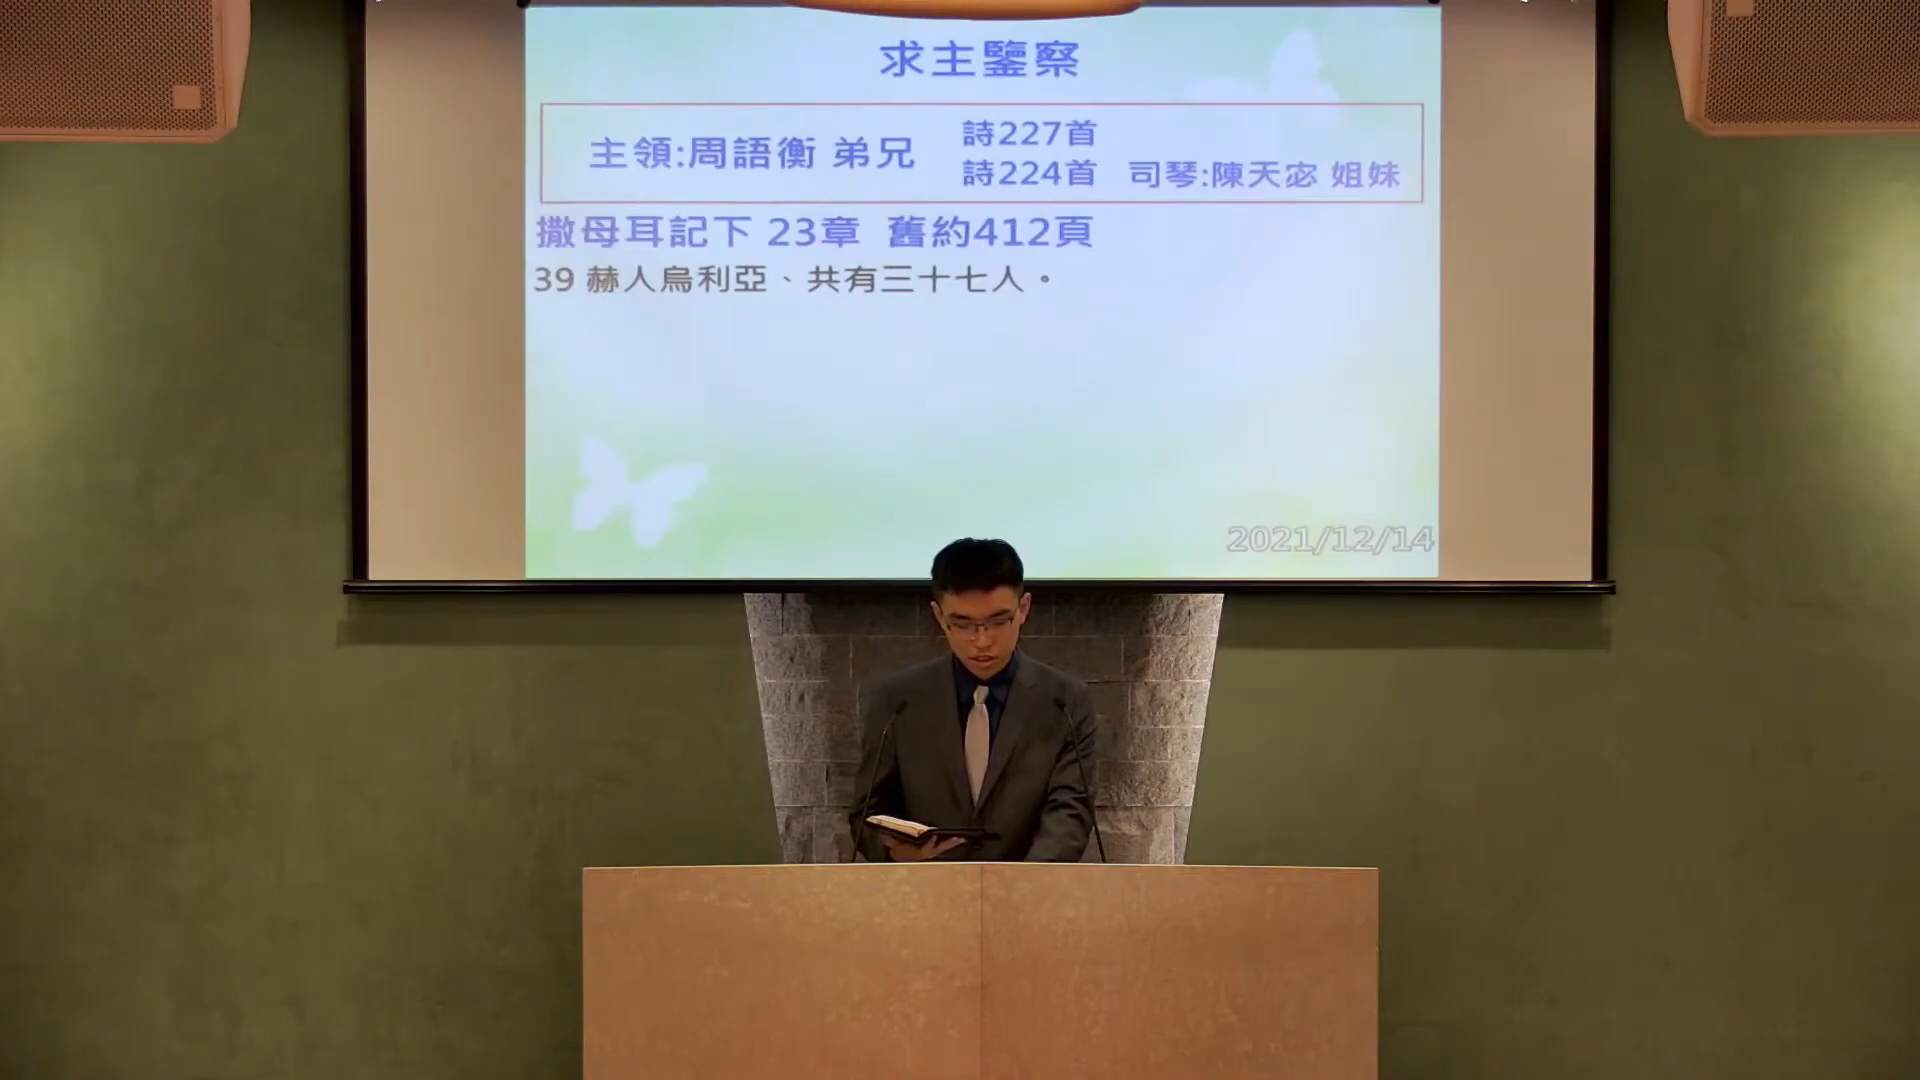 求主鑒察
主領:周語衡 弟兄
詩227首
詩224首 司琴:陳天宓 姐妹
撒母耳記下 23章 舊約412頁
39 赫人烏利亞、共有三十七人。
2021/12/14